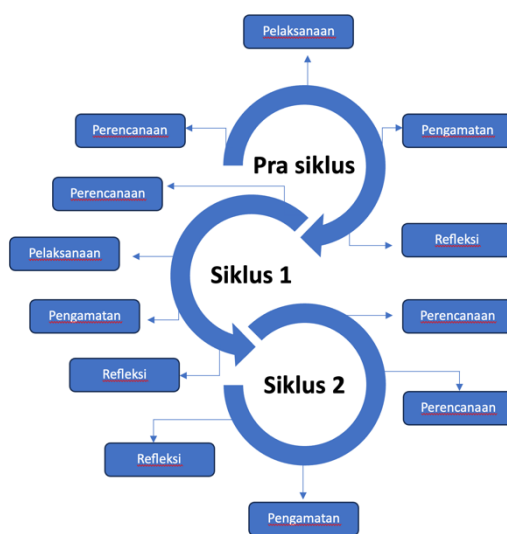 Pelaksanaan
Perencanaan
Pengamatan
Pra siklus
Perencanaan
Refleksi
Pelaksanaan
Siklus 1
Pengamatan
Perencanaan
Refleksi
Siklus 2
Perencanaan
Refleksi
Pengamatan